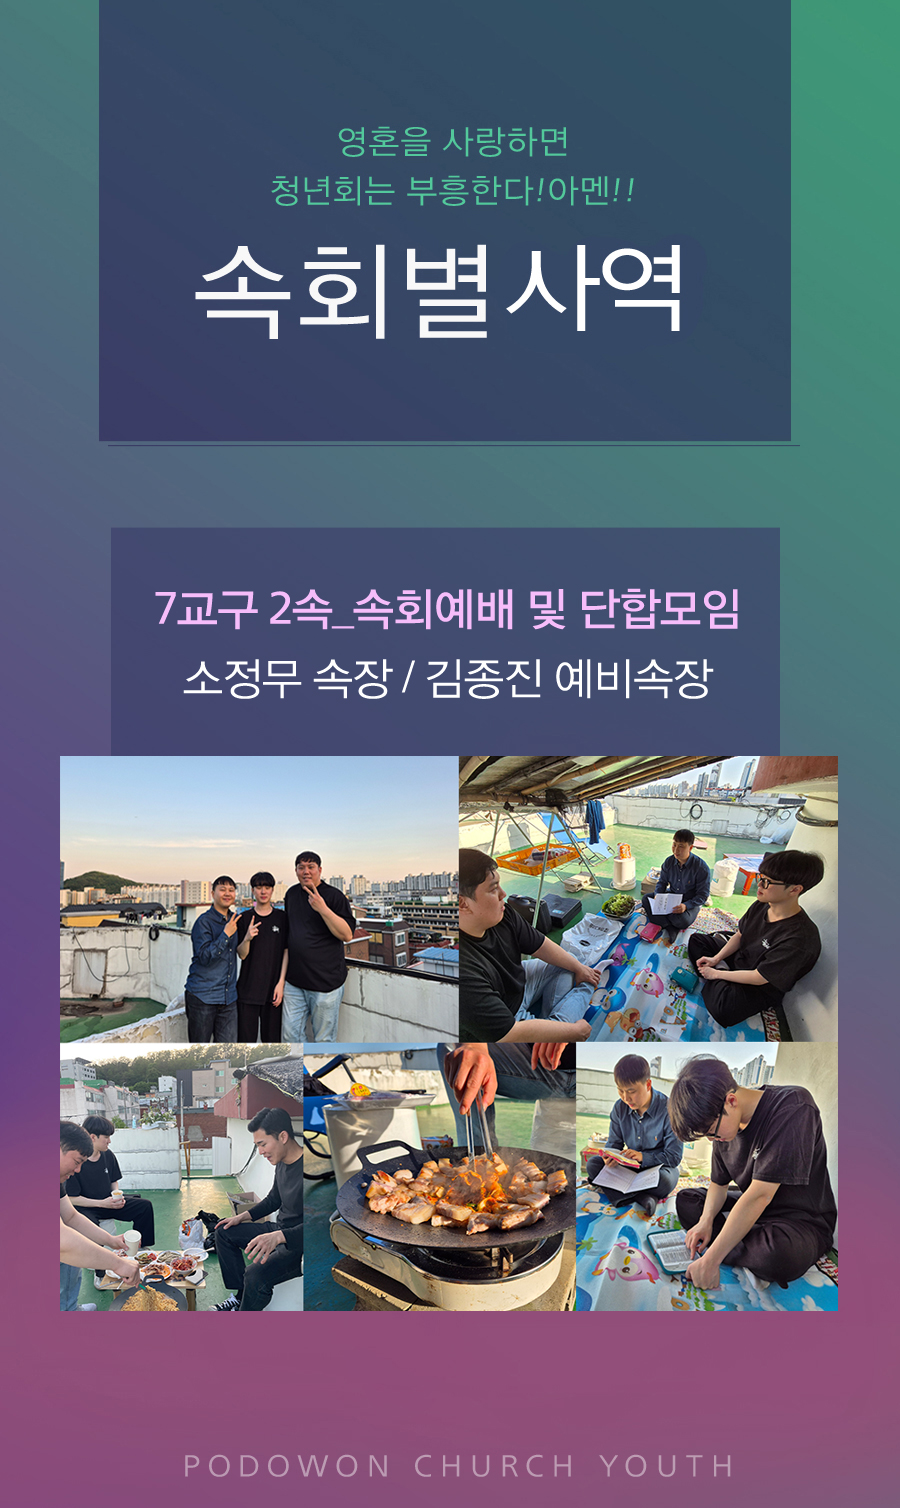 영혼을 사랑하면
청년회는 부흥한다!아멘!!
속회별사역
7교구 2속_속회예배 및 단합모임
소정무 속장 / 김종진 예비속장
PODOWON CHURCH YOUTH